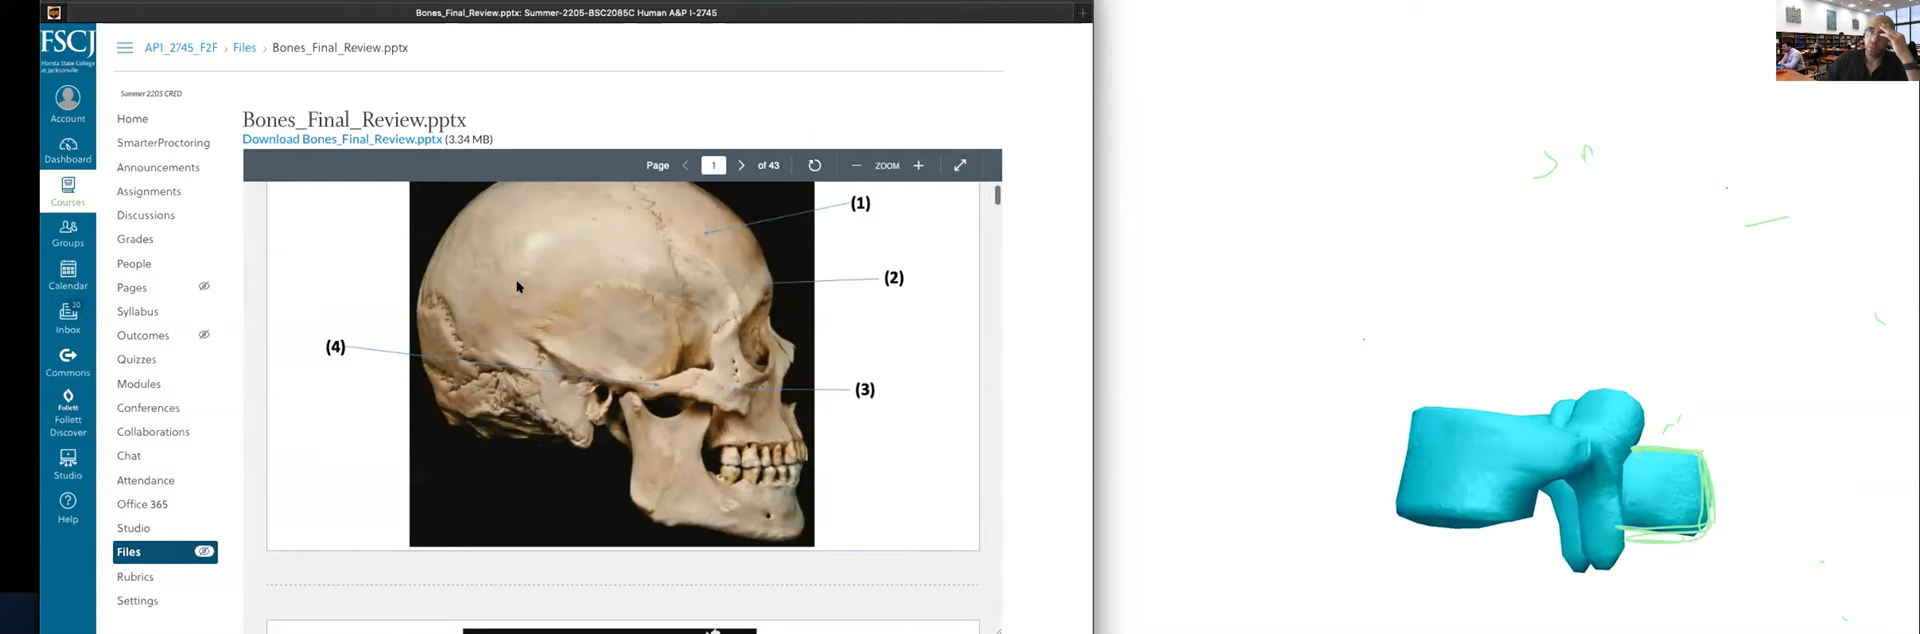 Bones_Final_Review.pptx: Summer-2205-BSC2085C Human A&P I-2745
ups
FSCJ
Florida State College
at Jacksonville
Account
Dashboard
Courses
Groups
Calendar
20
Inbox
Commons
Follett
Follett
Discover
Studio
Help
API_2745_F2F > Files > Bones_Final_Review.pptx
Summer 2205 CRED
Home
SmarterProctoring
Announcements
Assignments
Discussions
Grades
People
Pages
Syllabus
Outcomes
Quizzes
Modules
Conferences
Collaborations
Chat
Attendance
Office 365
Studio
Files
Rubrics
Settings
Bones_Final_Review.pptx
Download Bones_Final_Review.pptx (3.34 MB)
Page < 1 > of 43 — ZOOM +
(1)
(2)
(4)
(3)